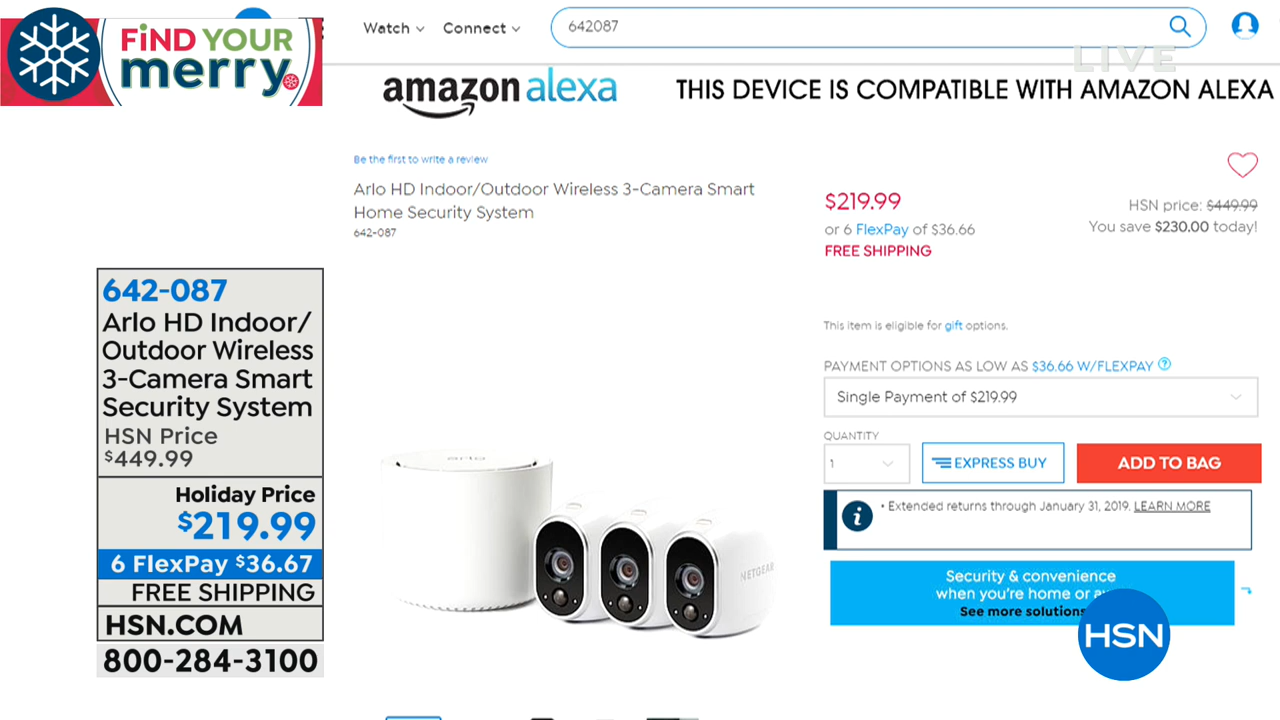 FiND YOUR
merry
Watch
Connect
642087
LIVE
amazon alexa
THIS DEVICE IS COMPATIBLE WITH AMAZON ALEXA
Be the first to write a review
Arlo HD Indoor/Outdoor Wireless 3-Camera Smart
Home Security System
642-087
$219.99
HSN price: $449.99
or 6 FlexPay of $36.66
You save $230.00 today!
FREE SHIPPING
This item is eligible for gift options.
PAYMENT OPTIONS AS LOW AS $36.66 W/FLEXPAY ?
Single Payment of $219.99
QUANTITY
1
EXPRESS BUY
ADD TO BAG
i
• Extended returns through January 31, 2019. LEARN MORE
Security & convenience
when you're home or
See more solutions
HSN
642-087
Arlo HD Indoor/
Outdoor Wireless
3-Camera Smart
Security System
HSN Price
$449.99
Holiday Price
$219.99
6 FlexPay $36.67
FREE SHIPPING
HSN.COM
800-284-3100
arlo
NETGEAR